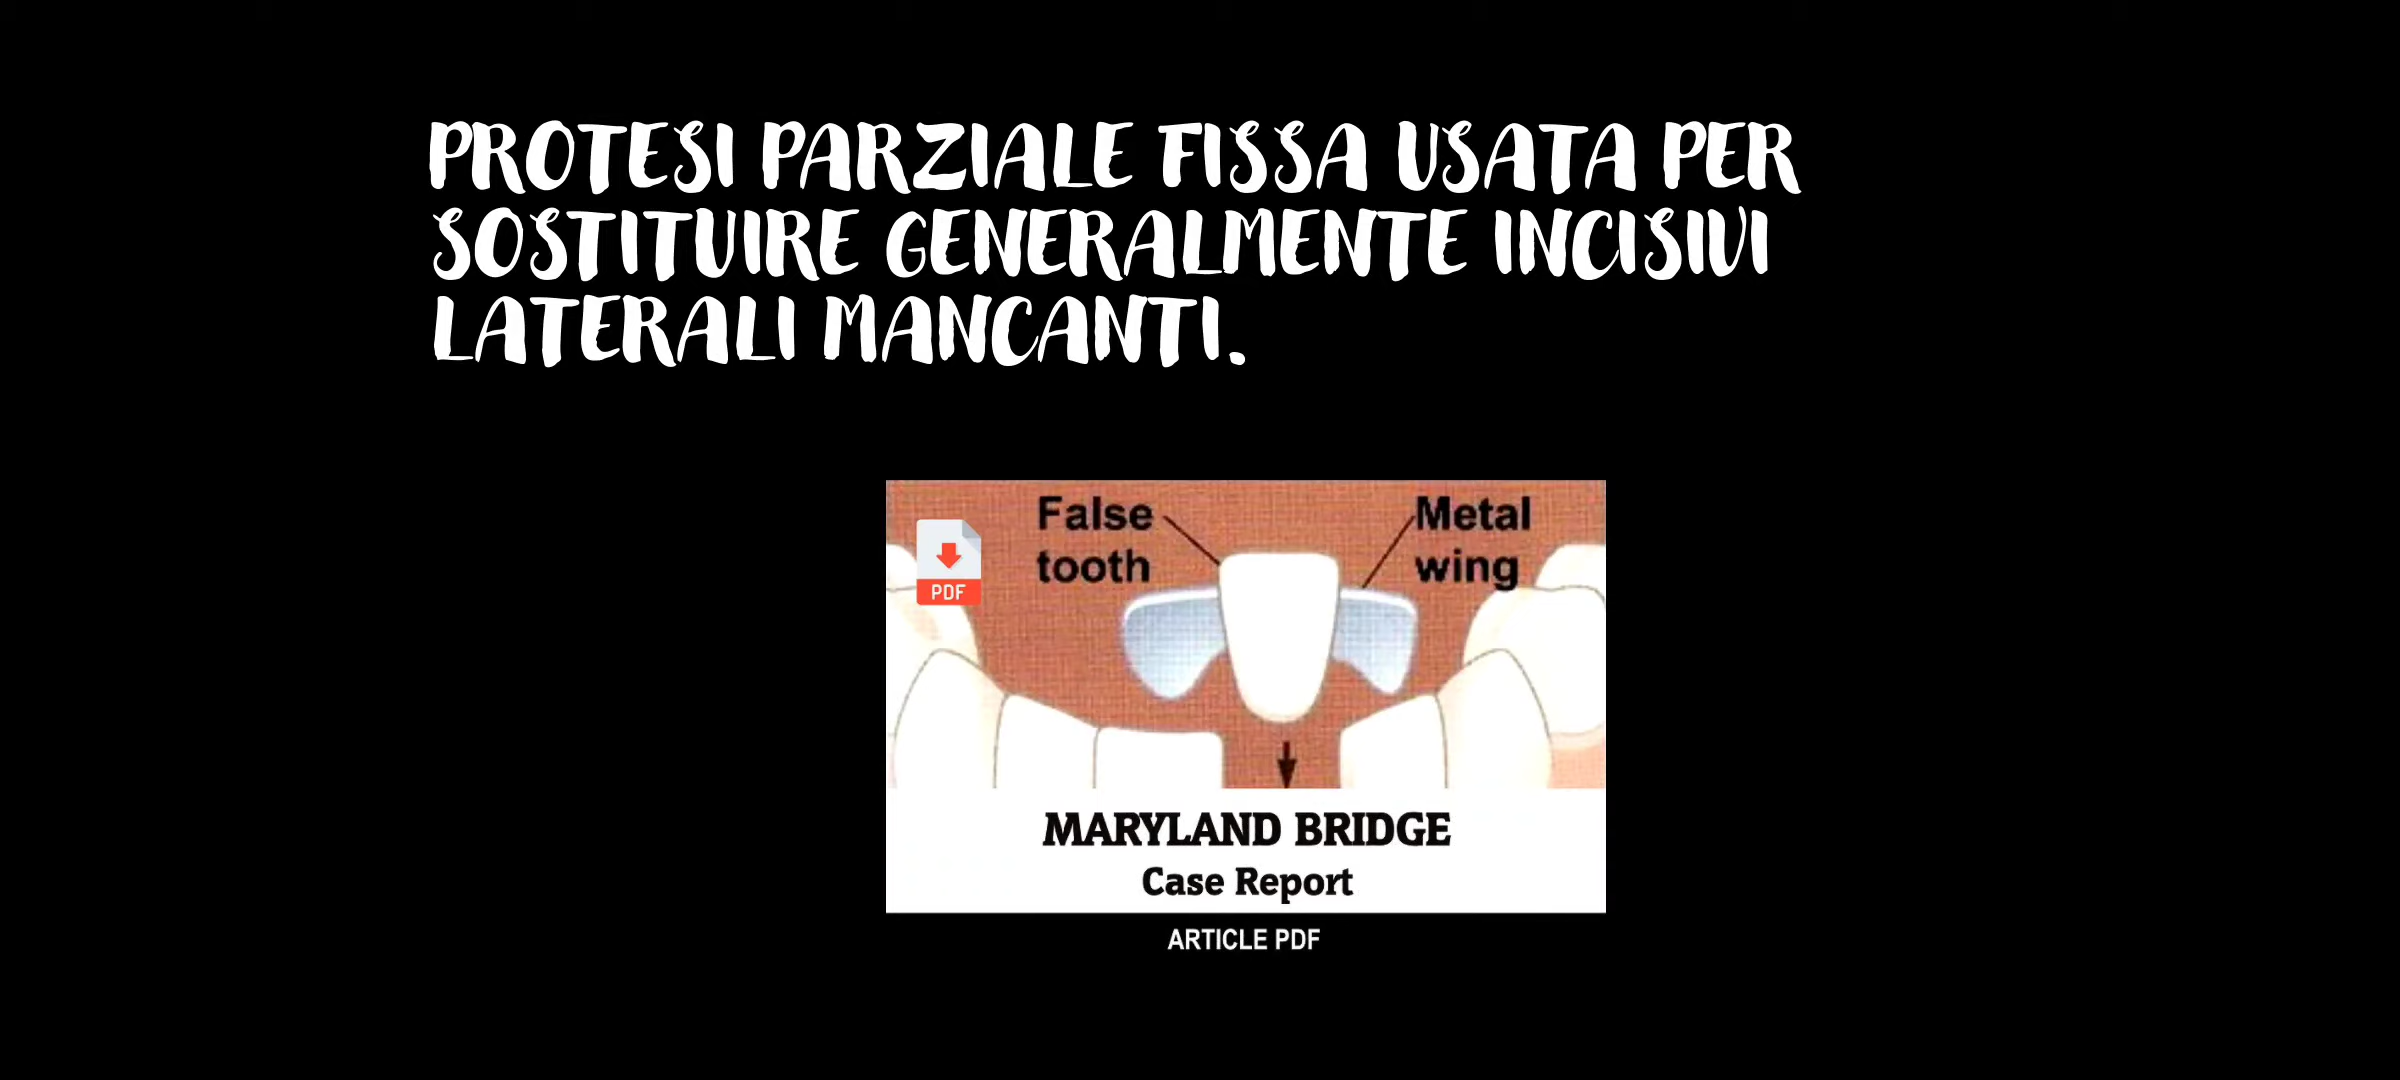 PROTESI PARZIALE FISSA USATA PER
SOSTITUIRE GENERALMENTE INCISIVI
LATERALI MANCANTI.
False tooth
Metal wing
PDF
MARYLAND BRIDGE
Case Report
ARTICLE PDF